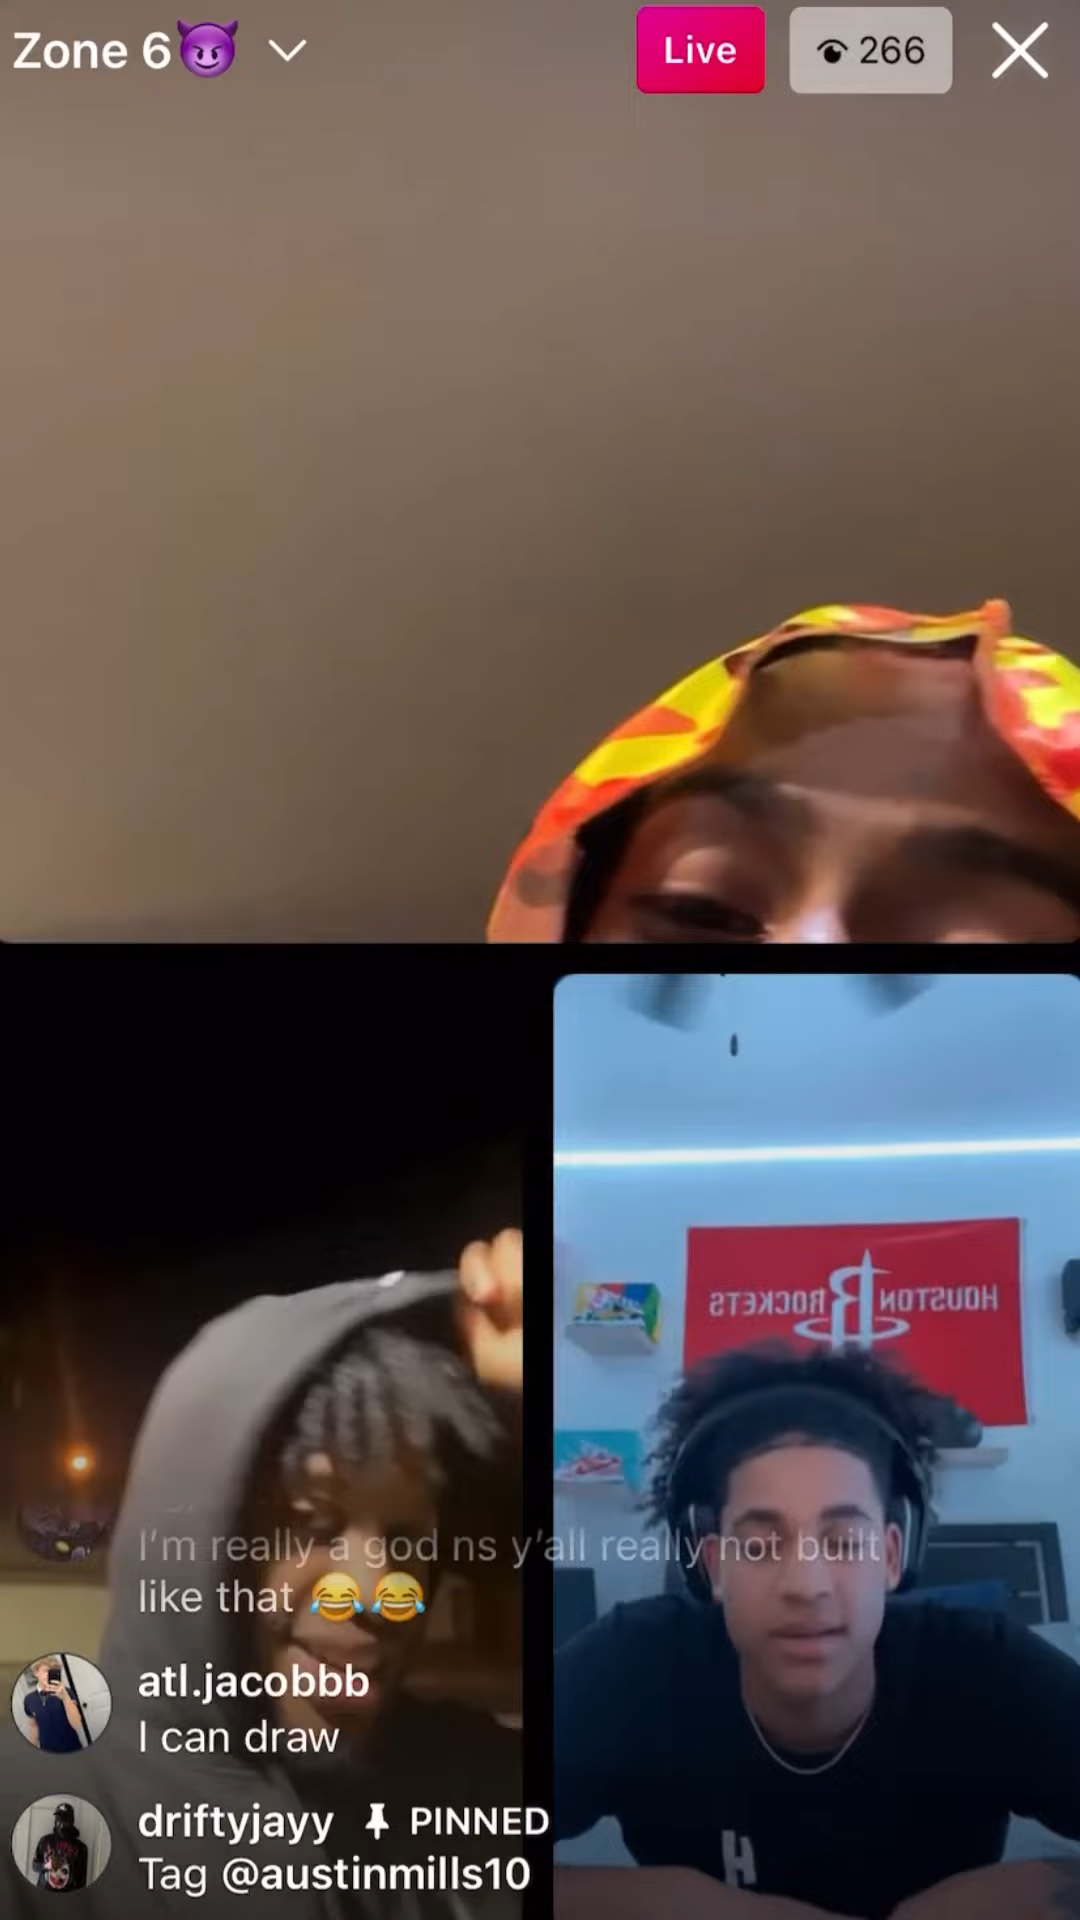 Zone 6😈
Live
266
HOUSTON ROCKETS
I'm really a god ns y'all really not built
like that 😂😂
atl.jacobbb
I can draw
driftyjayy PINNED
Tag @austinmills10
H